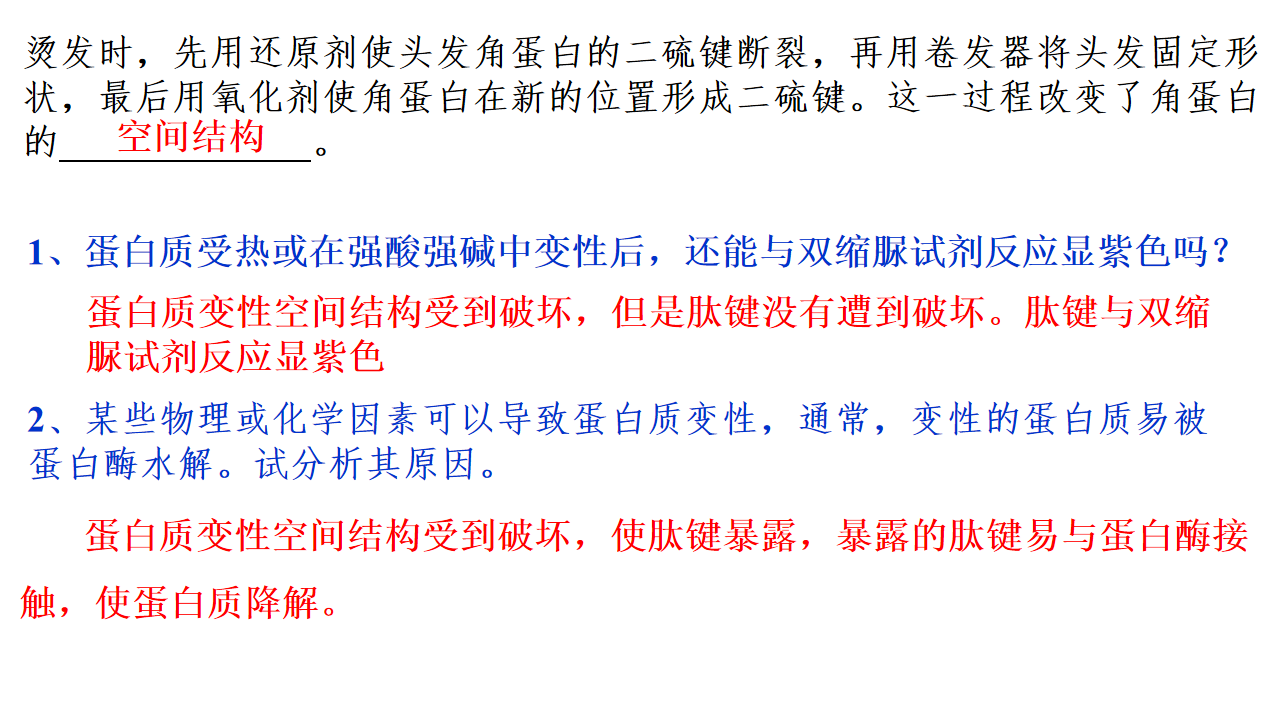 烫发时，先用还原剂使头发角蛋白的二硫键断裂，再用卷发器将头发固定形
状，最后用氧化剂使角蛋白在新的位置形成二硫键。这一过程改变了角蛋白
的 空间结构 。
1、蛋白质受热或在强酸强碱中变性后，还能与双缩脲试剂反应显紫色吗？
蛋白质变性空间结构受到破坏，但是肽键没有遭到破坏。肽键与双缩
脲试剂反应显紫色
2、某些物理或化学因素可以导致蛋白质变性，通常，变性的蛋白质易被
蛋白酶水解。试分析其原因。
蛋白质变性空间结构受到破坏，使肽键暴露，暴露的肽键易与蛋白酶接
触，使蛋白质降解。